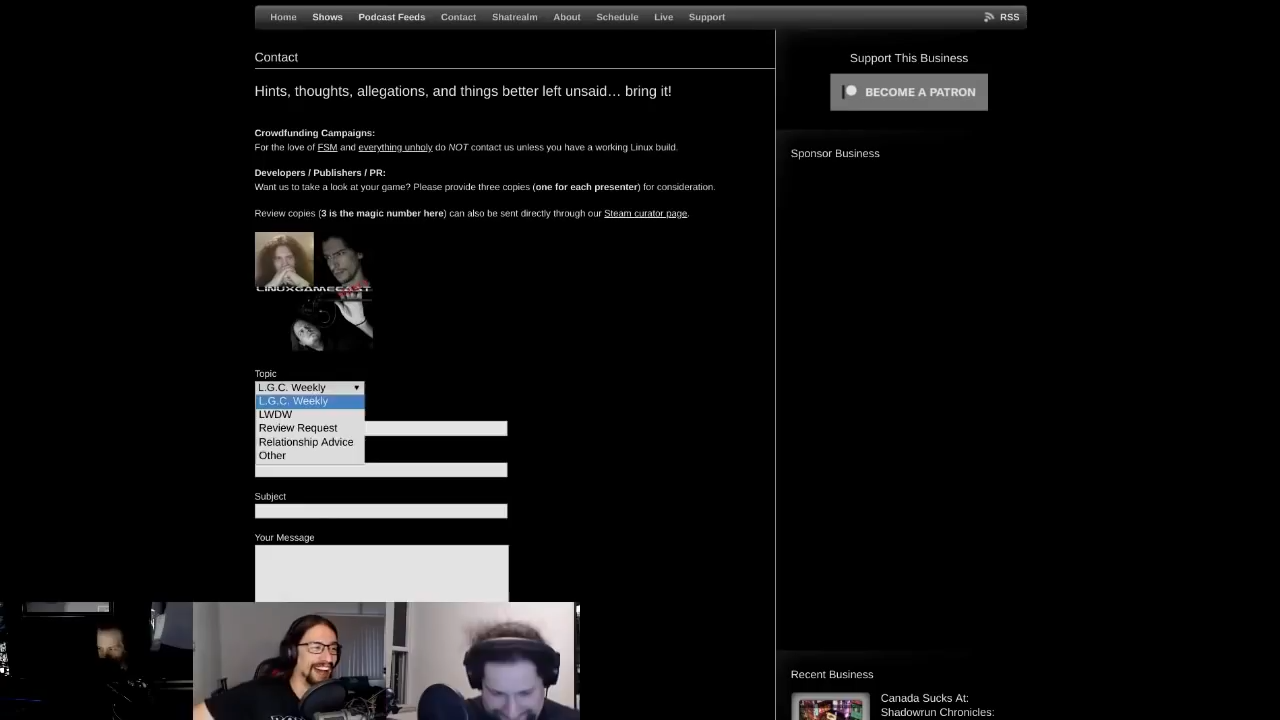 Home Shows Podcast Feeds Contact Shatrealm About Schedule Live Support RSS
Contact
Hints, thoughts, allegations, and things better left unsaid… bring it!
Crowdfunding Campaigns:
For the love of FSM and everything unholy do NOT contact us unless you have a working Linux build.
Developers / Publishers / PR:
Want us to take a look at your game? Please provide three copies (one for each presenter) for consideration.
Review copies (3 is the magic number here) can also be sent directly through our Steam curator page.
LINUXGAMECAST
Topic
L.G.C. Weekly
L.G.C. Weekly
LWDW
Review Request
Relationship Advice
Other
Subject
Your Message
Support This Business
BECOME A PATRON
Sponsor Business
Recent Business
Canada Sucks At:
Shadowrun Chronicles: